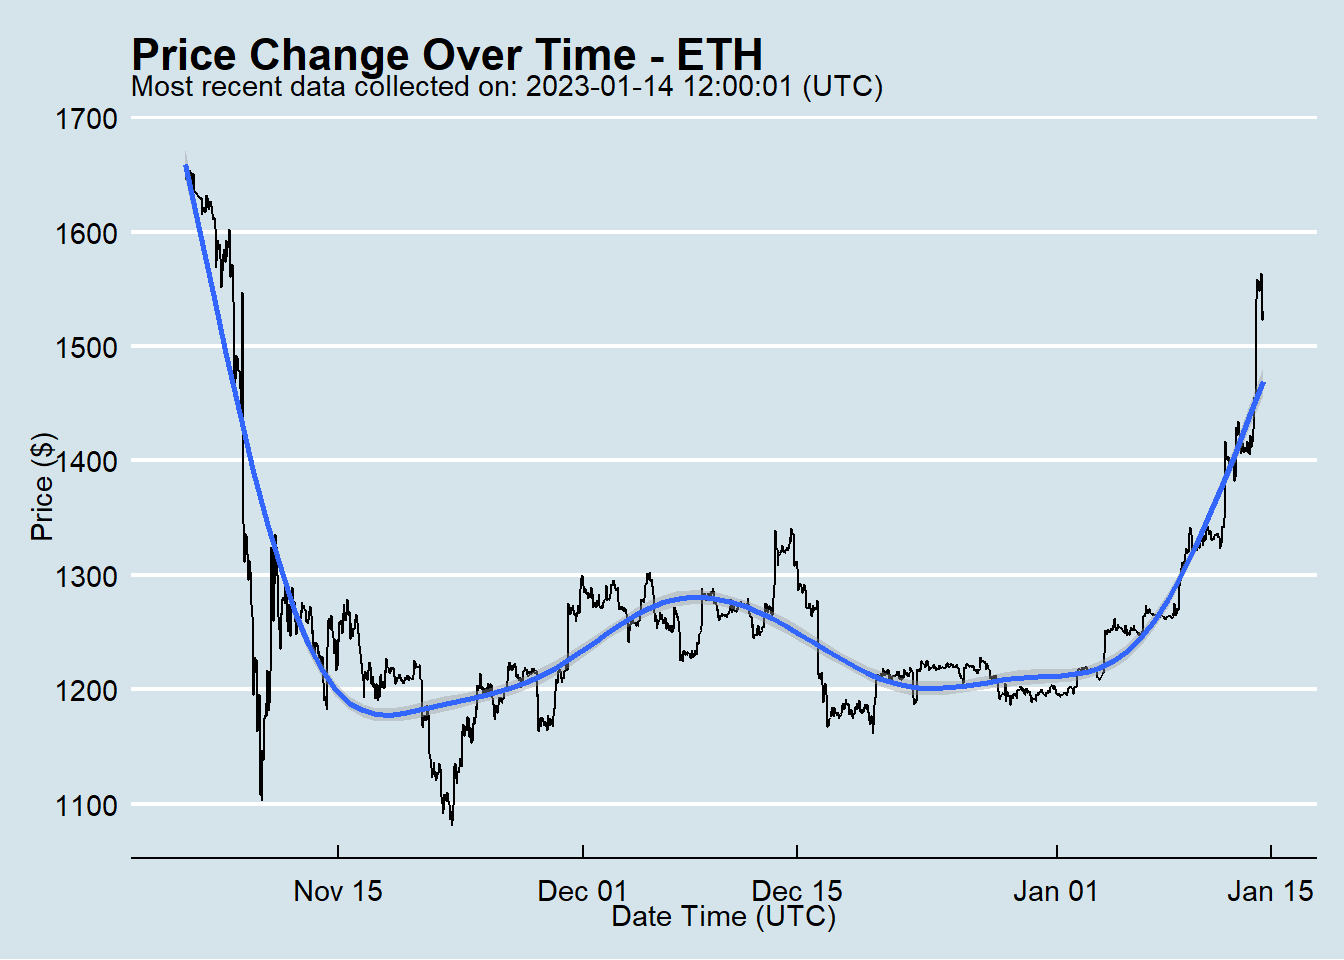 Price Change Over Time - ETH
Most recent data collected on: 2023-01-14 12:00:01 (UTC)
1700
1600
1500
1400
1300
1200
1100
Price ($)
Nov 15 Dec 01 Dec 15 Jan 01 Jan 15
Date Time (UTC)